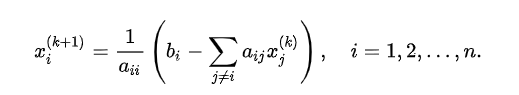 $x_i^{(k+1)} = \frac{1}{a_{ii}} \left( b_i - \sum_{j \neq i} a_{ij} x_j^{(k)} \right), \quad i = 1, 2, \ldots, n.$